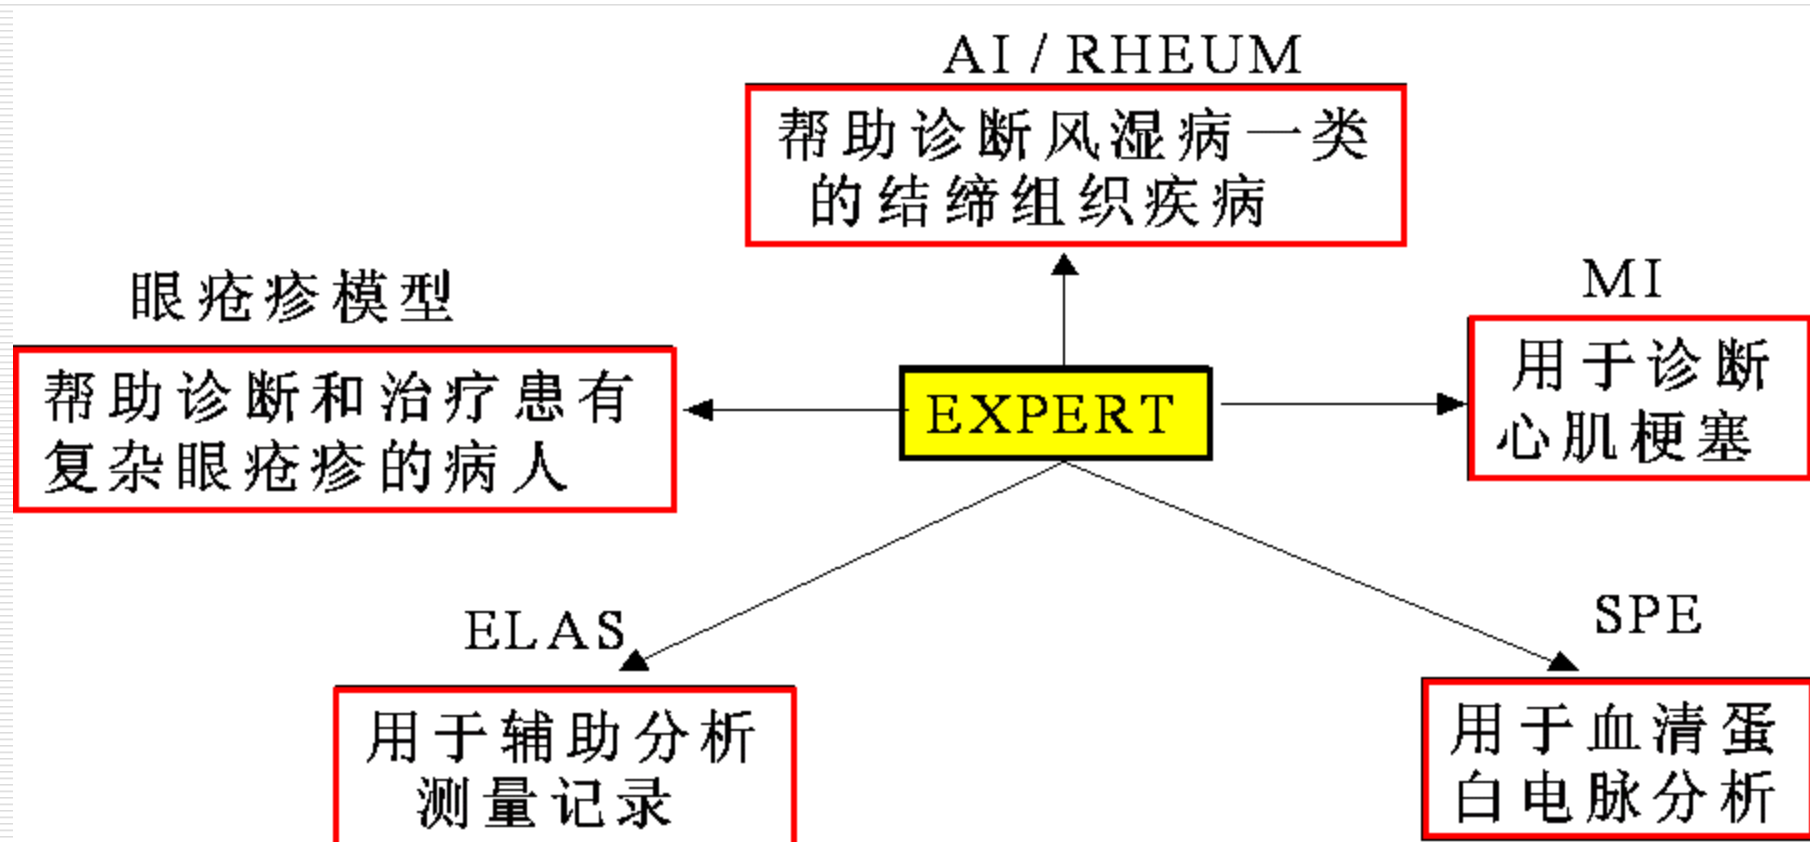 AI / RHEUM
帮助诊断风湿病一类
的结缔组织疾病
眼疮疹模型
帮助诊断和治疗患有
复杂眼疮疹的病人
MI
用于诊断
心肌梗塞
EXPERT
ELAS
用于辅助分析
测量记录
SPE
用于血清蛋
白电脉分析